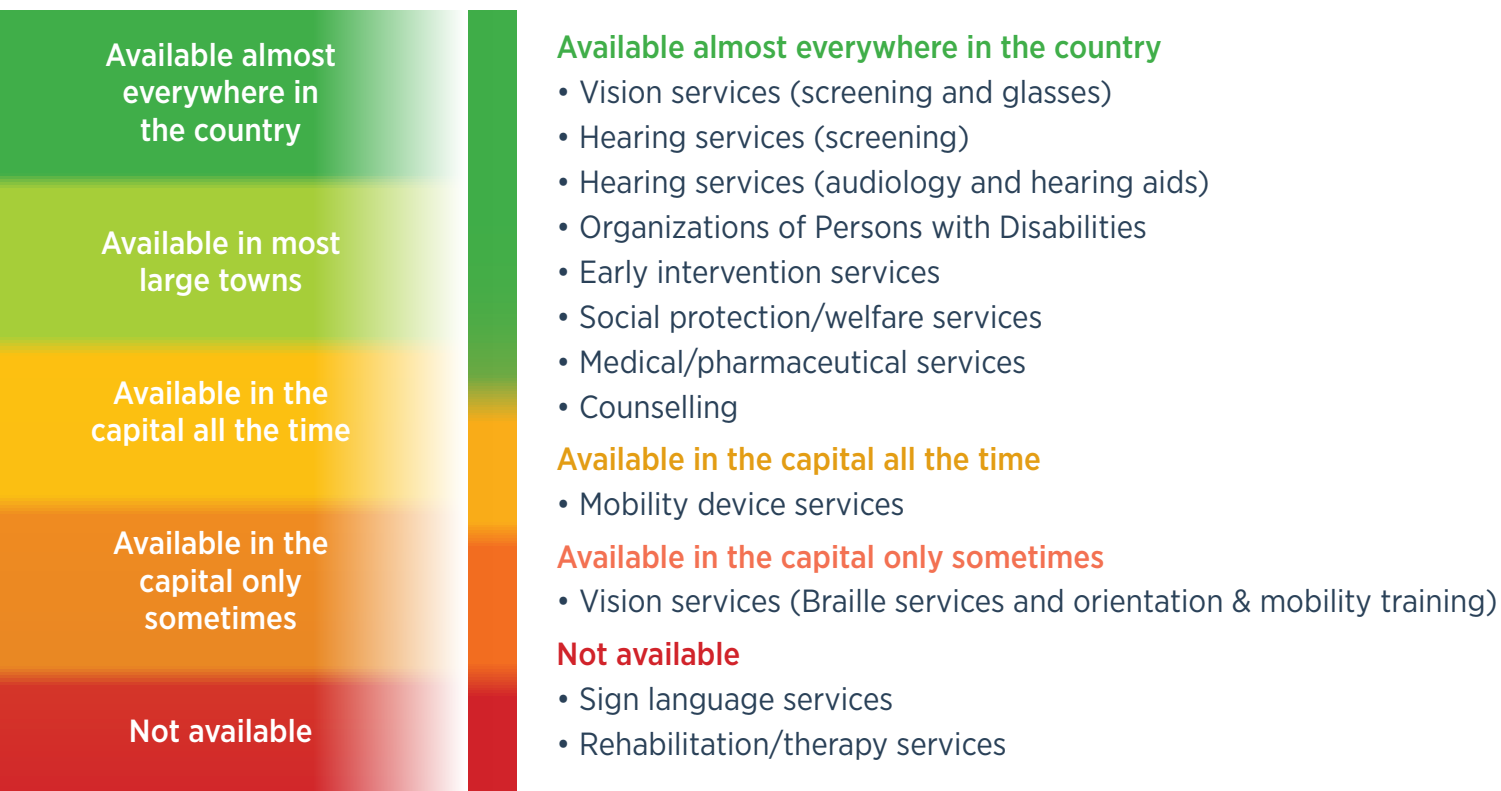 Available almost
everywhere in
the country
Available in most
large towns
Available in the
capital all the time
Available in the
capital only
sometimes
Not available
Available almost everywhere in the country
• Vision services (screening and glasses)
• Hearing services (screening)
• Hearing services (audiology and hearing aids)
• Organizations of Persons with Disabilities
• Early intervention services
• Social protection/welfare services
• Medical/pharmaceutical services
• Counselling
Available in the capital all the time
• Mobility device services
Available in the capital only sometimes
• Vision services (Braille services and orientation & mobility training)
Not available
• Sign language services
• Rehabilitation/therapy services